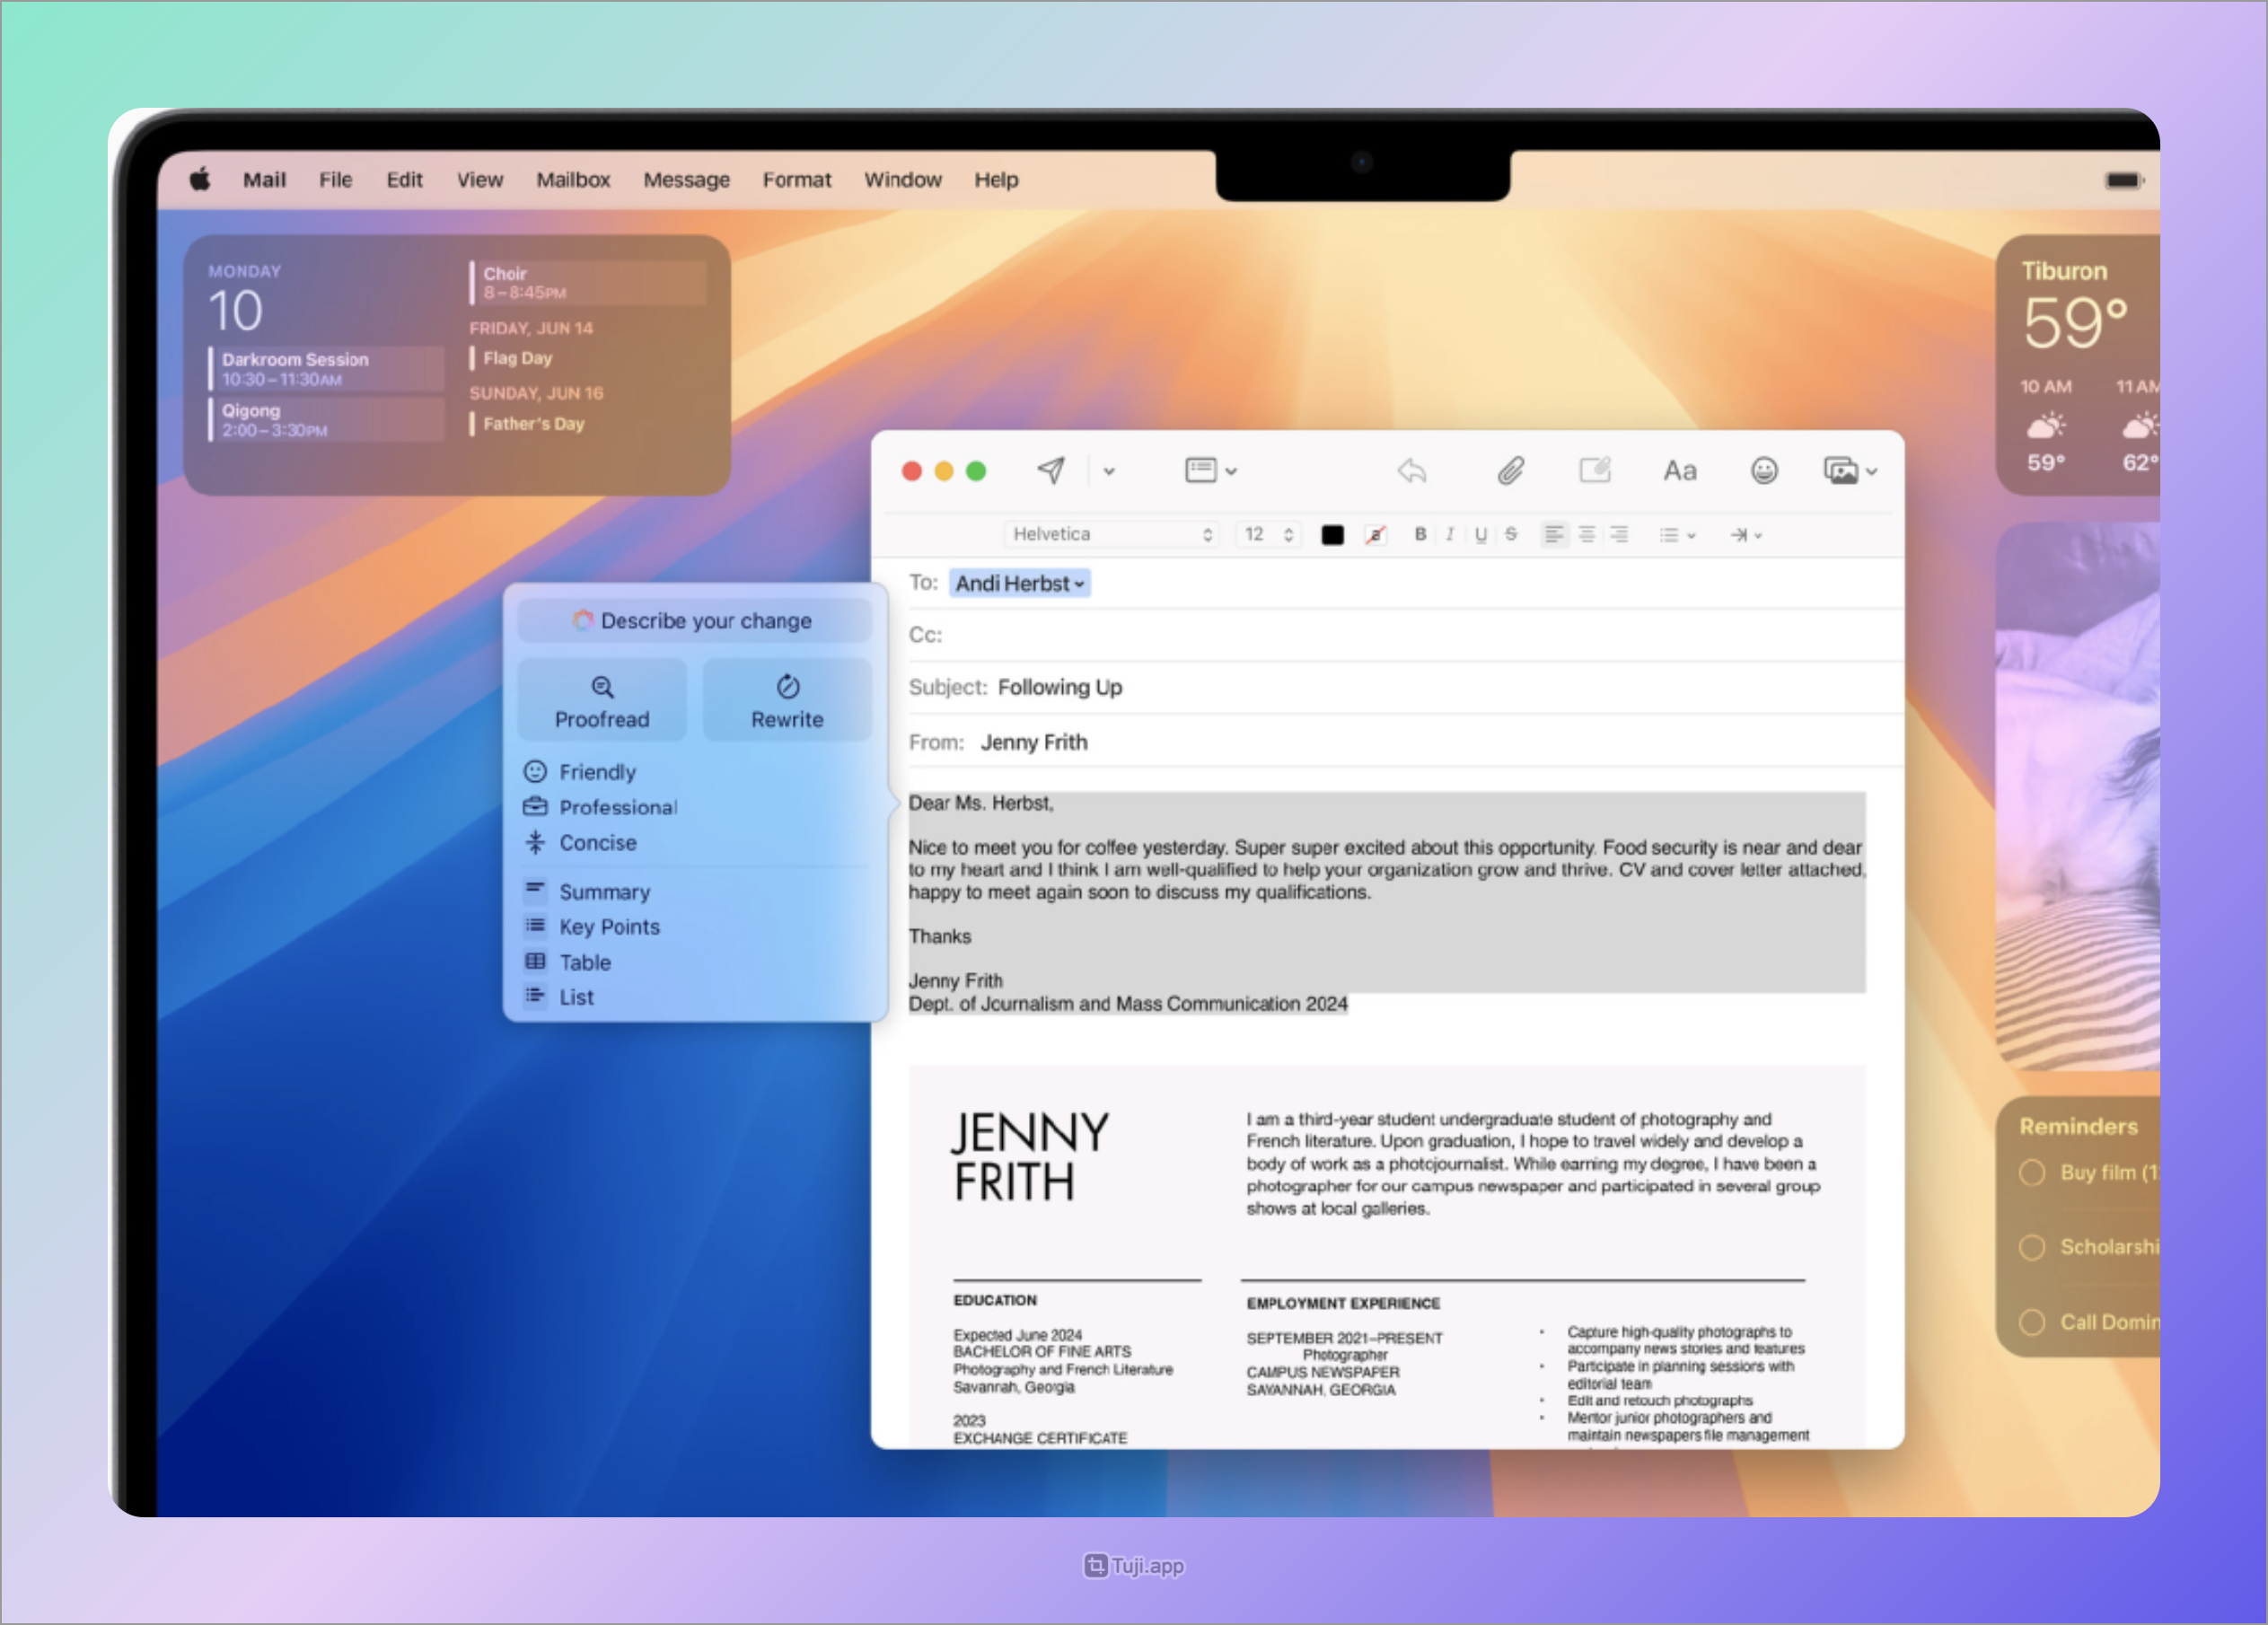 Mail File Edit View Mailbox Message Format Window Help
MONDAY
10
Darkroom Session
10:30–11:30AM
Qigong
2:00–3:30PM
Choir
8–8:45PM
FRIDAY, JUN 14
Flag Day
SUNDAY, JUN 16
Father's Day
Tiburon
59°
10 AM 11 AM
59° 62°
Aa
Helvetica 12 a B I U S
To: Andi Herbst
Cc:
Subject: Following Up
From: Jenny Frith
Describe your change
Proofread Rewrite
Friendly
Professional
Concise
Summary
Key Points
Table
List
Dear Ms. Herbst,
Nice to meet you for coffee yesterday. Super super excited about this opportunity. Food security is near and dear
to my heart and I think I am well-qualified to help your organization grow and thrive. CV and cover letter attached,
happy to meet again soon to discuss my qualifications.
Thanks
Jenny Frith
Dept. of Journalism and Mass Communication 2024
JENNY
FRITH
I am a third-year student undergraduate student of photography and
French literature. Upon graduation, I hope to travel widely and develop a
body of work as a photojournalist. While earning my degree, I have been a
photographer for our campus newspaper and participated in several group
shows at local galleries.
EDUCATION
Expected June 2024
BACHELOR OF FINE ARTS
Photography and French Literature
Savannah, Georgia
2023
EXCHANGE CERTIFICATE
EMPLOYMENT EXPERIENCE
SEPTEMBER 2021–PRESENT
Photographer
CAMPUS NEWSPAPER
SAVANNAH, GEORGIA
Capture high-quality photographs to
accompany news stories and features
Participate in planning sessions with
editorial team
Edit and retouch photographs
Mentor junior photographers and
maintain newspapers file management
Reminders
Buy film (1
Scholarshi
Call Domin
Tuji.app